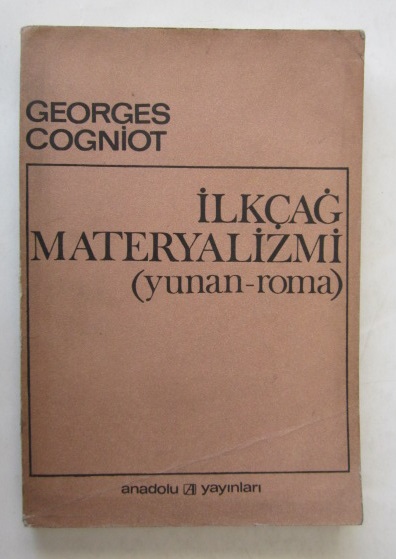 GEORGES
COGNİOT
İLKÇAĞ
MATERYALİZMİ
(yunan-roma)
anadolu A yayınları